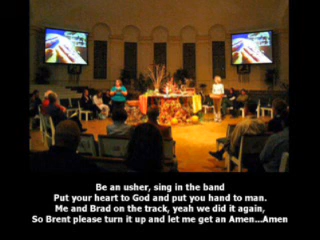 Be an usher, sing in the band
Put your heart to God and put you hand to man.
Me and Brad on the track, yeah we did it again,
So Brent please turn it up and let me get an Amen...Amen